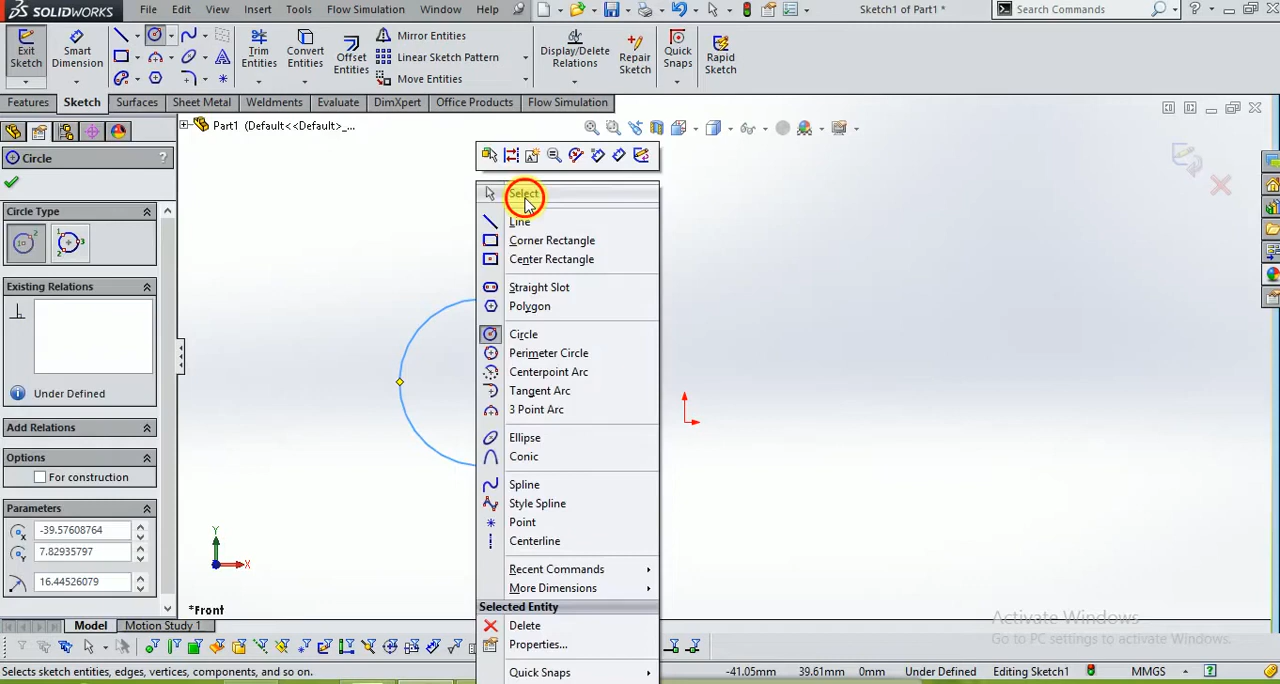 SOLIDWORKS File Edit View Insert Tools Flow Simulation Window Help Sketch1 of Part1 * Search Commands
Exit Sketch
Smart Dimension
Trim Entities
Convert Entities
Offset Entities
Mirror Entities
Linear Sketch Pattern
Move Entities
Display/Delete Relations
Repair Sketch
Quick Snaps
Rapid Sketch
Features Sketch Surfaces Sheet Metal Weldments Evaluate DimXpert Office Products Flow Simulation
Part1 (Default<<Default>_...
Circle ?
Circle Type
Existing Relations
Under Defined
Add Relations
Options
For construction
Parameters
-39.57608764
7.82935797
16.44526079
Select
Line
Corner Rectangle
Center Rectangle
Straight Slot
Polygon
Circle
Perimeter Circle
Centerpoint Arc
Tangent Arc
3 Point Arc
Ellipse
Conic
Spline
Style Spline
Point
Centerline
Recent Commands
More Dimensions
Selected Entity
Delete
Properties...
Quick Snaps
Y
X
*Front
Activate Windows
Go to PC settings to activate Windows.
Model Motion Study 1
Selects sketch entities, edges, vertices, components, and so on. -41.05mm 39.61mm 0mm Under Defined Editing Sketch1 MMGS ?